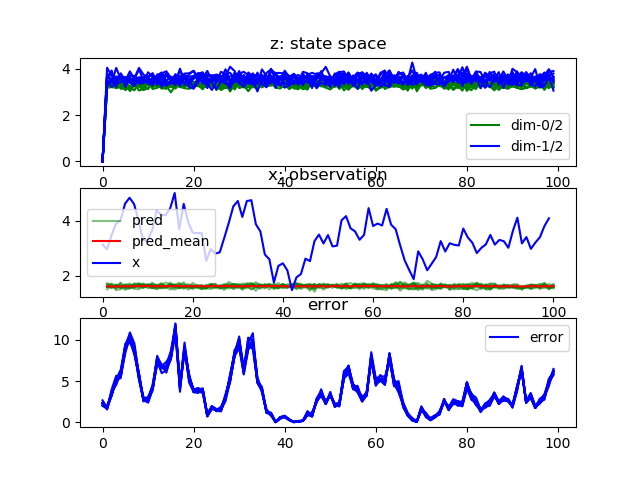 z: state space
4
2
0
dim-0/2
dim-1/2
0 20 40 60 80 100
x: observation
4
2
pred
pred_mean
x
0 20 40 60 80 100
error
10
5
0
error
0 20 40 60 80 100